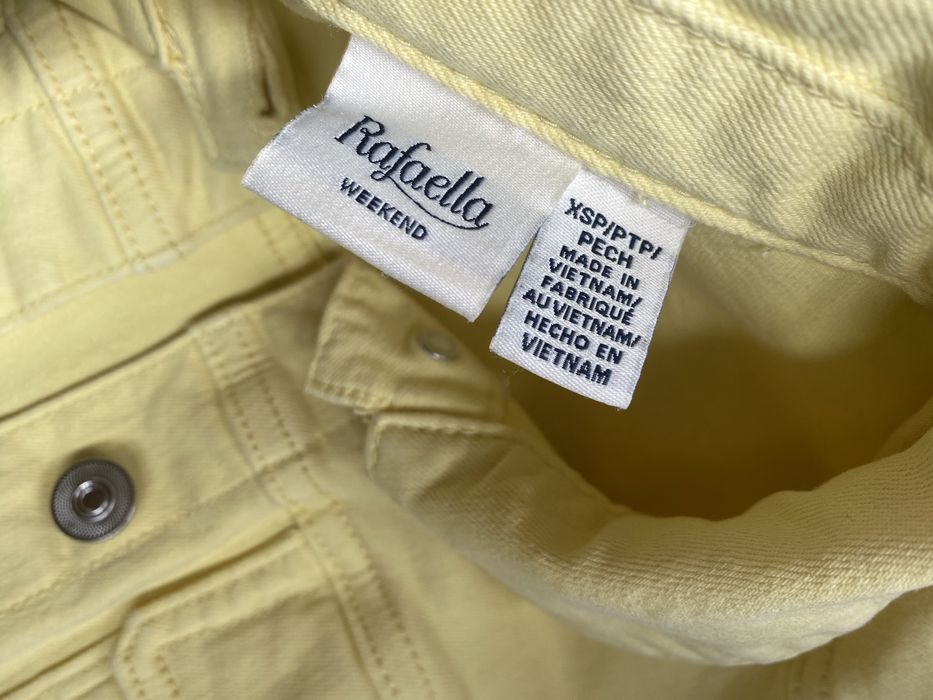 Rafaella
WEEKEND
XSP/PTP/
PECH
MADE IN
VIETNAM/
FABRIQUÉ
AU VIETNAM/
HECHO EN
VIETNAM